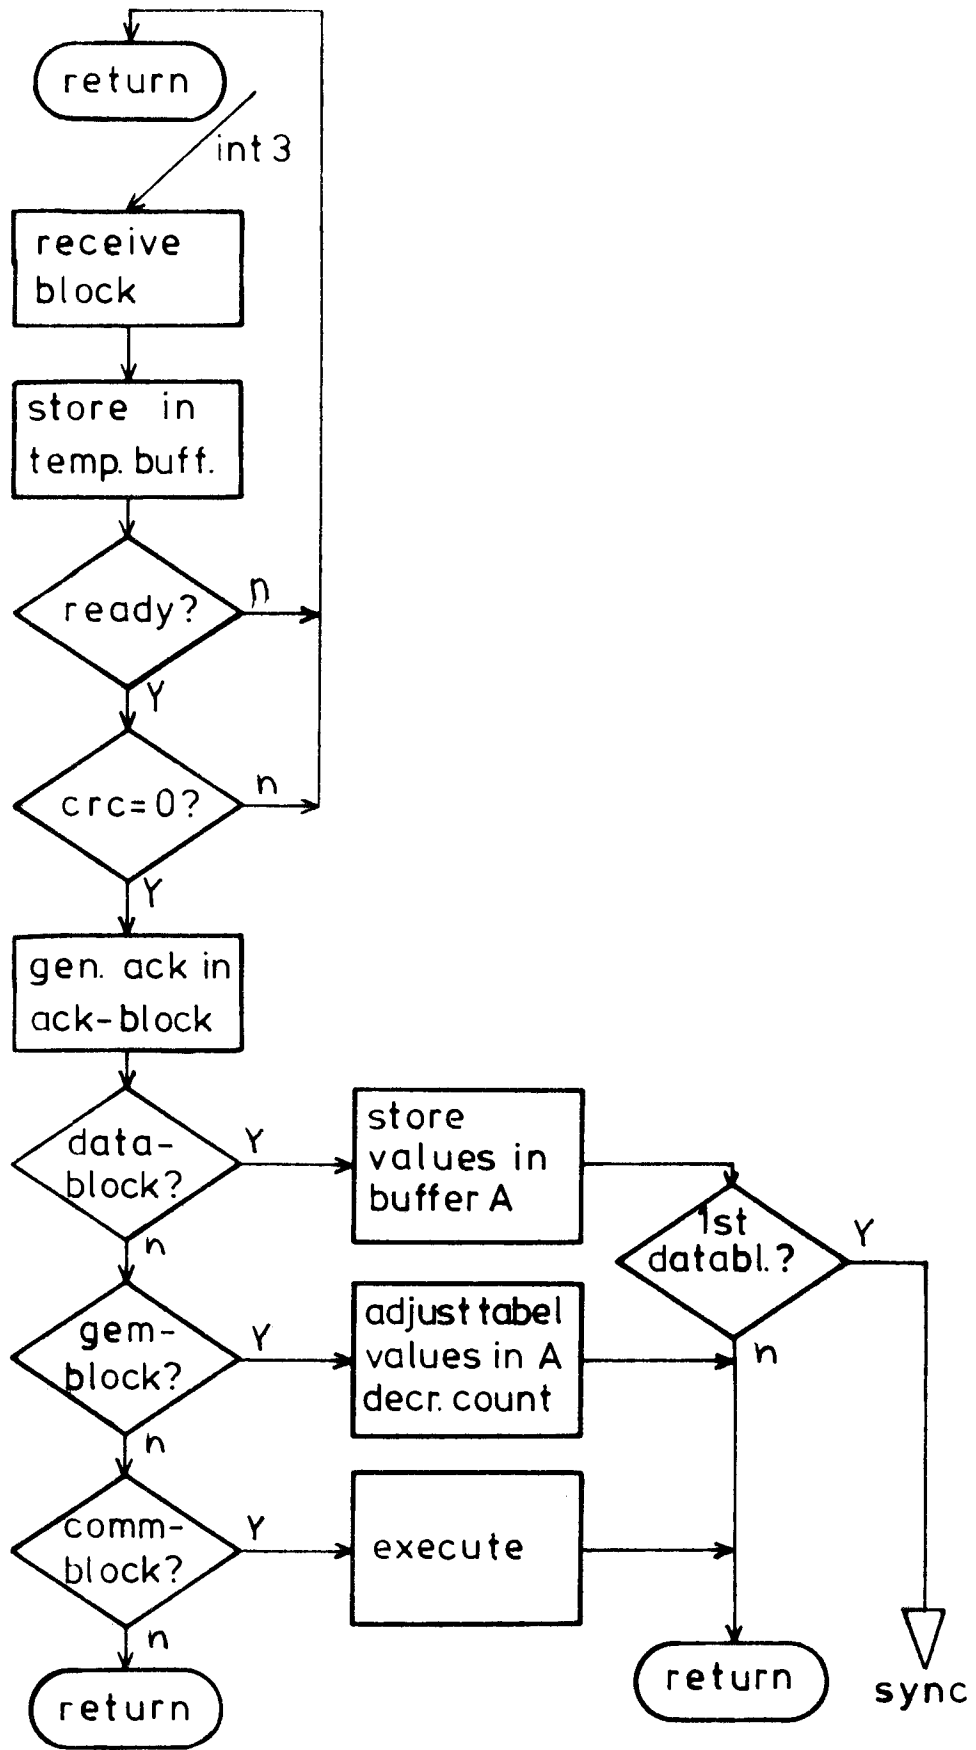 return
int 3
receive
block
store in
temp. buff.
ready?
n
Y
crc=0?
n
Y
gen. ack in
ack-block
data-
block?
Y
n
store
values in
buffer A
1st
databl.?
Y
n
gem-
block?
Y
n
adjust tabel
values in A
decr. count
comm-
block?
Y
n
execute
return
return
sync